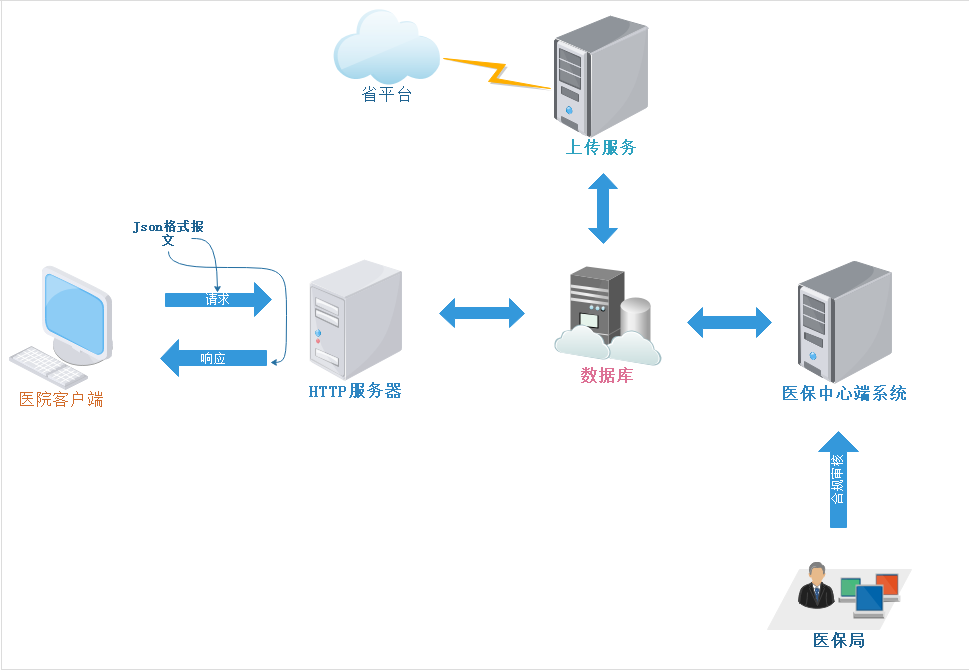 省平台
上传服务
Json格式报
文
请求
响应
医院客户端
HTTP服务器
数据库
医保中心端系统
合规审核
医保局